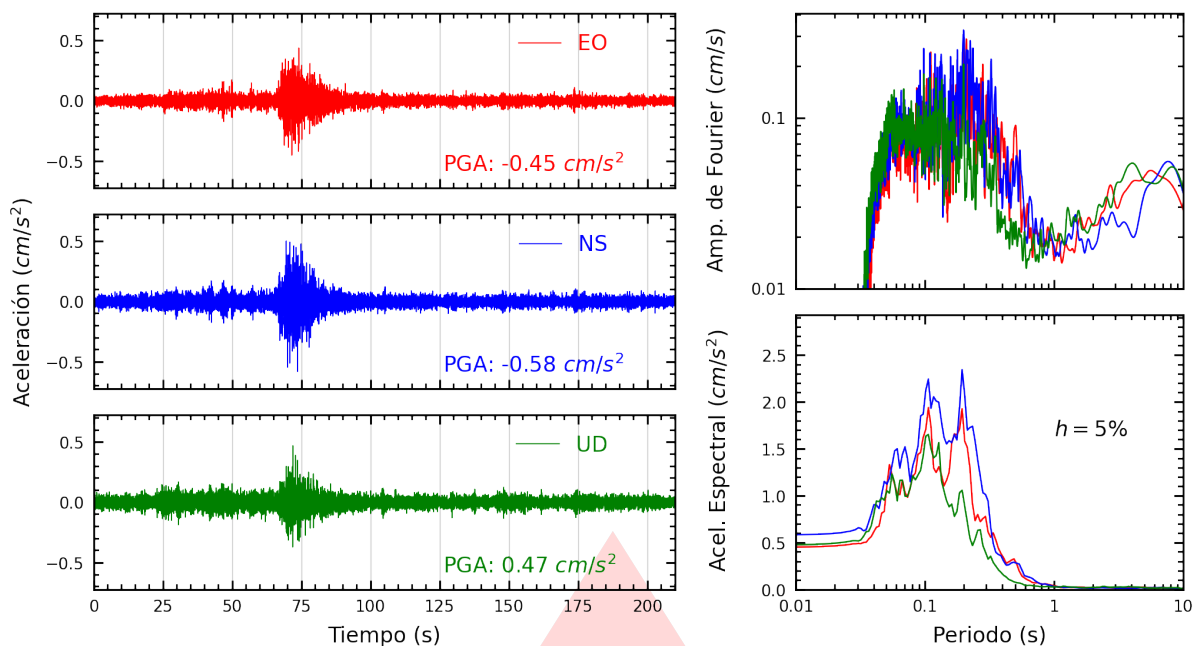 Aceleración (cm/s²)
0.5
0.0
−0.5
EO
PGA: -0.45 cm/s²
0.5
0.0
−0.5
NS
PGA: -0.58 cm/s²
0.5
0.0
−0.5
UD
PGA: 0.47 cm/s²
0 25 50 75 100 125 150 175 200
Tiempo (s)
Amp. de Fourier (cm/s)
0.1
0.01
Acel. Espectral (cm/s²)
2.5
2.0
1.5
1.0
0.5
0.0
h = 5%
0.01 0.1 1 10
Periodo (s)